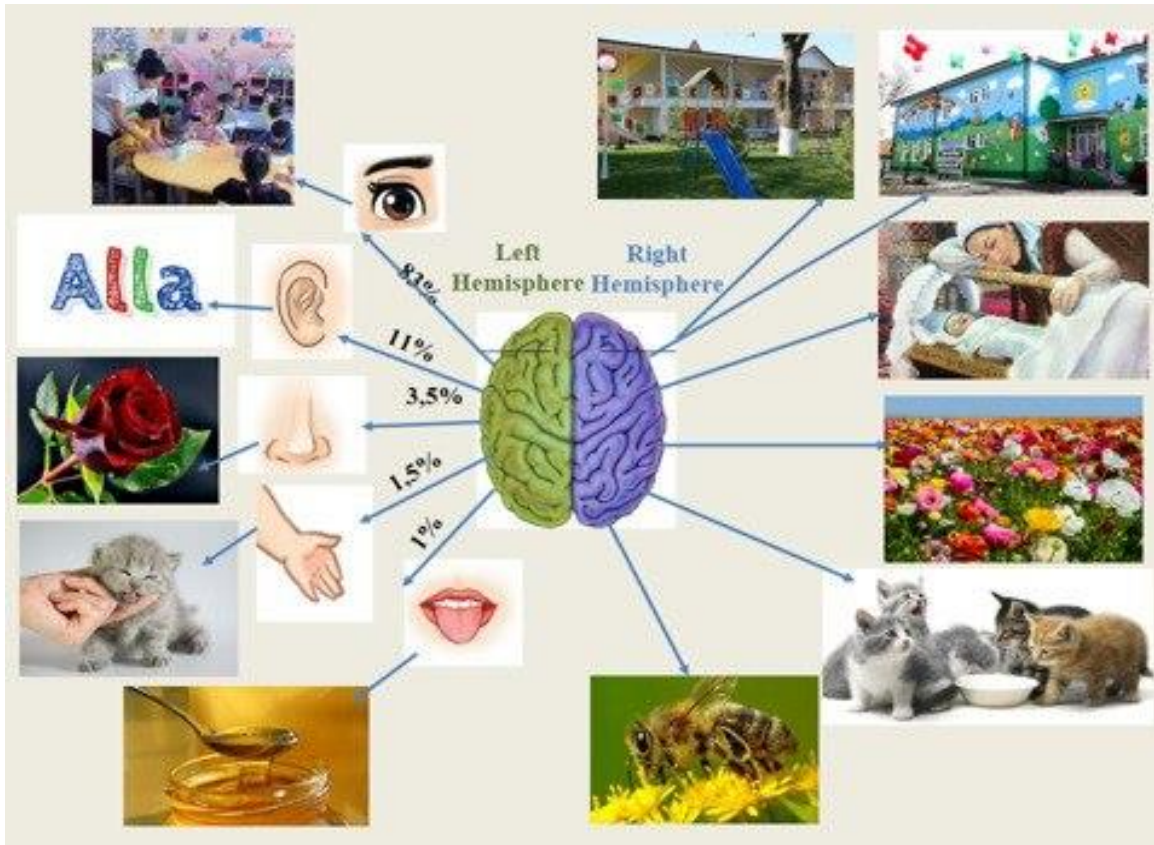 Left
Hemisphere
Right
Hemisphere
83%
11%
3,5%
1,5%
1%
Alla